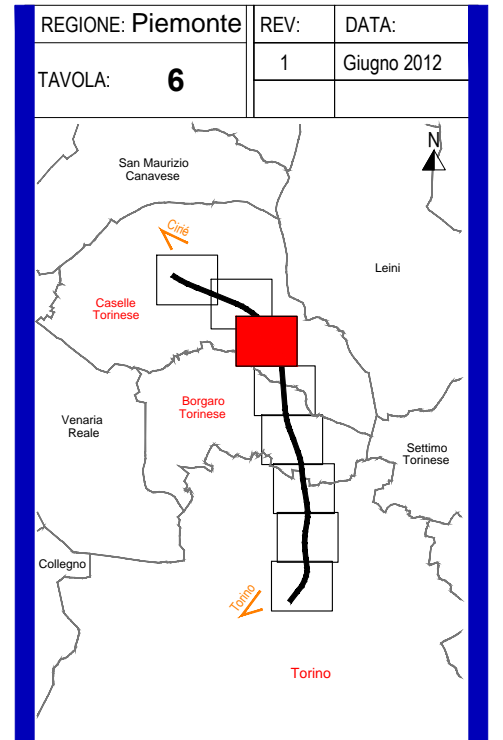 REGIONE: Piemonte
REV:
DATA:
TAVOLA: 6
1
Giugno 2012
N
San Maurizio
Canavese
Cirié
Leini
Caselle
Torinese
Borgaro
Torinese
Venaria
Reale
Settimo
Torinese
Collegno
Torino
Torino